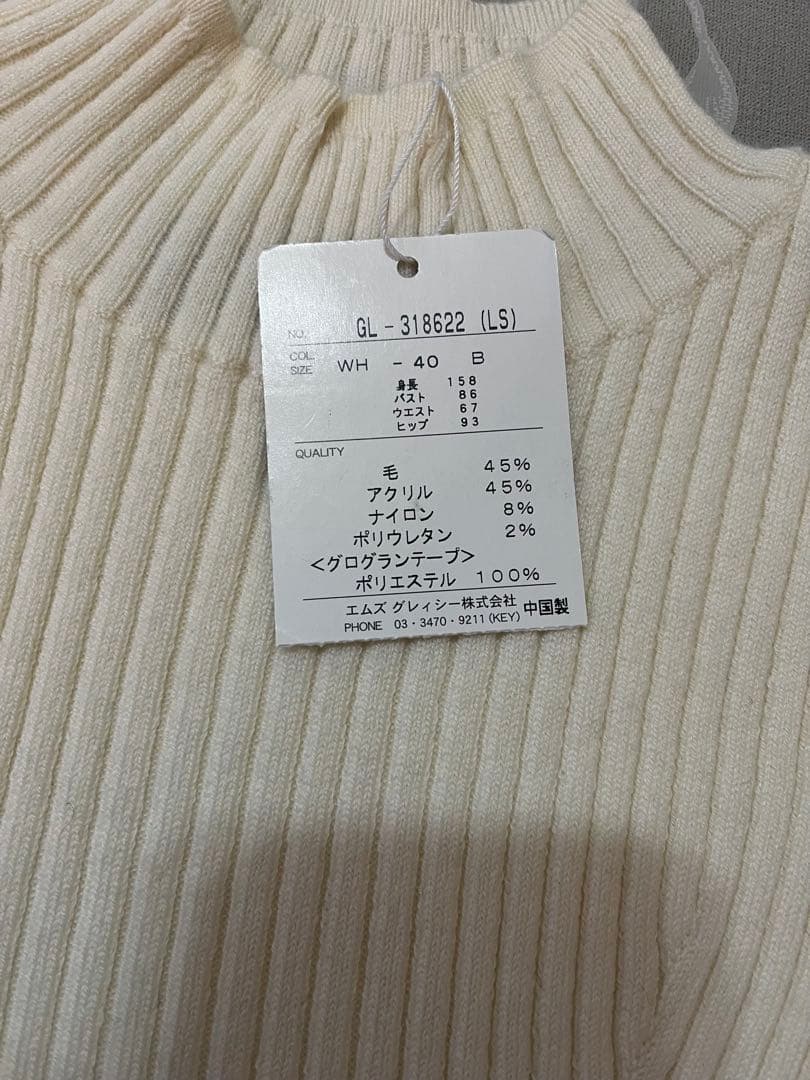 NO. GL-318622 (LS)
COL. SIZE WH - 40 B
身長 158
バスト 86
ウエスト 67
ヒップ 93
QUALITY
毛 45%
アクリル 45%
ナイロン 8%
ポリウレタン 2%
<グログランテープ>
ポリエステル 100%
エムズ グレィシー株式会社 中国製
PHONE 03・3470・9211(KEY)